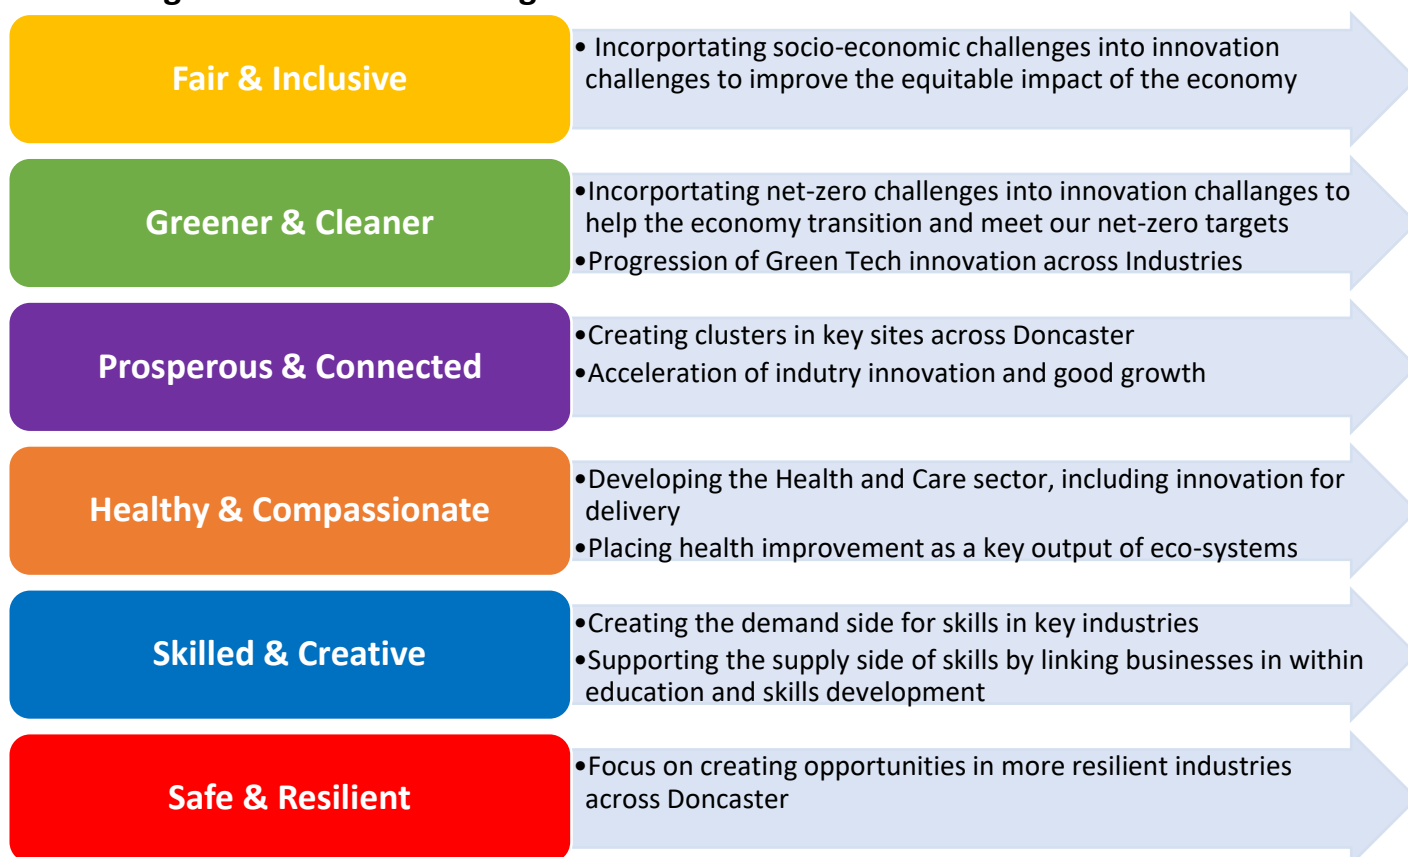 Fair & Inclusive
• Incorportating socio-economic challenges into innovation
challenges to improve the equitable impact of the economy
Greener & Cleaner
•Incorportating net-zero challenges into innovation challanges to
help the economy transition and meet our net-zero targets
•Progression of Green Tech innovation across Industries
Prosperous & Connected
•Creating clusters in key sites across Doncaster
•Acceleration of indutry innovation and good growth
Healthy & Compassionate
•Developing the Health and Care sector, including innovation for
delivery
•Placing health improvement as a key output of eco-systems
Skilled & Creative
•Creating the demand side for skills in key industries
•Supporting the supply side of skills by linking businesses in within
education and skills development
Safe & Resilient
•Focus on creating opportunities in more resilient industries
across Doncaster